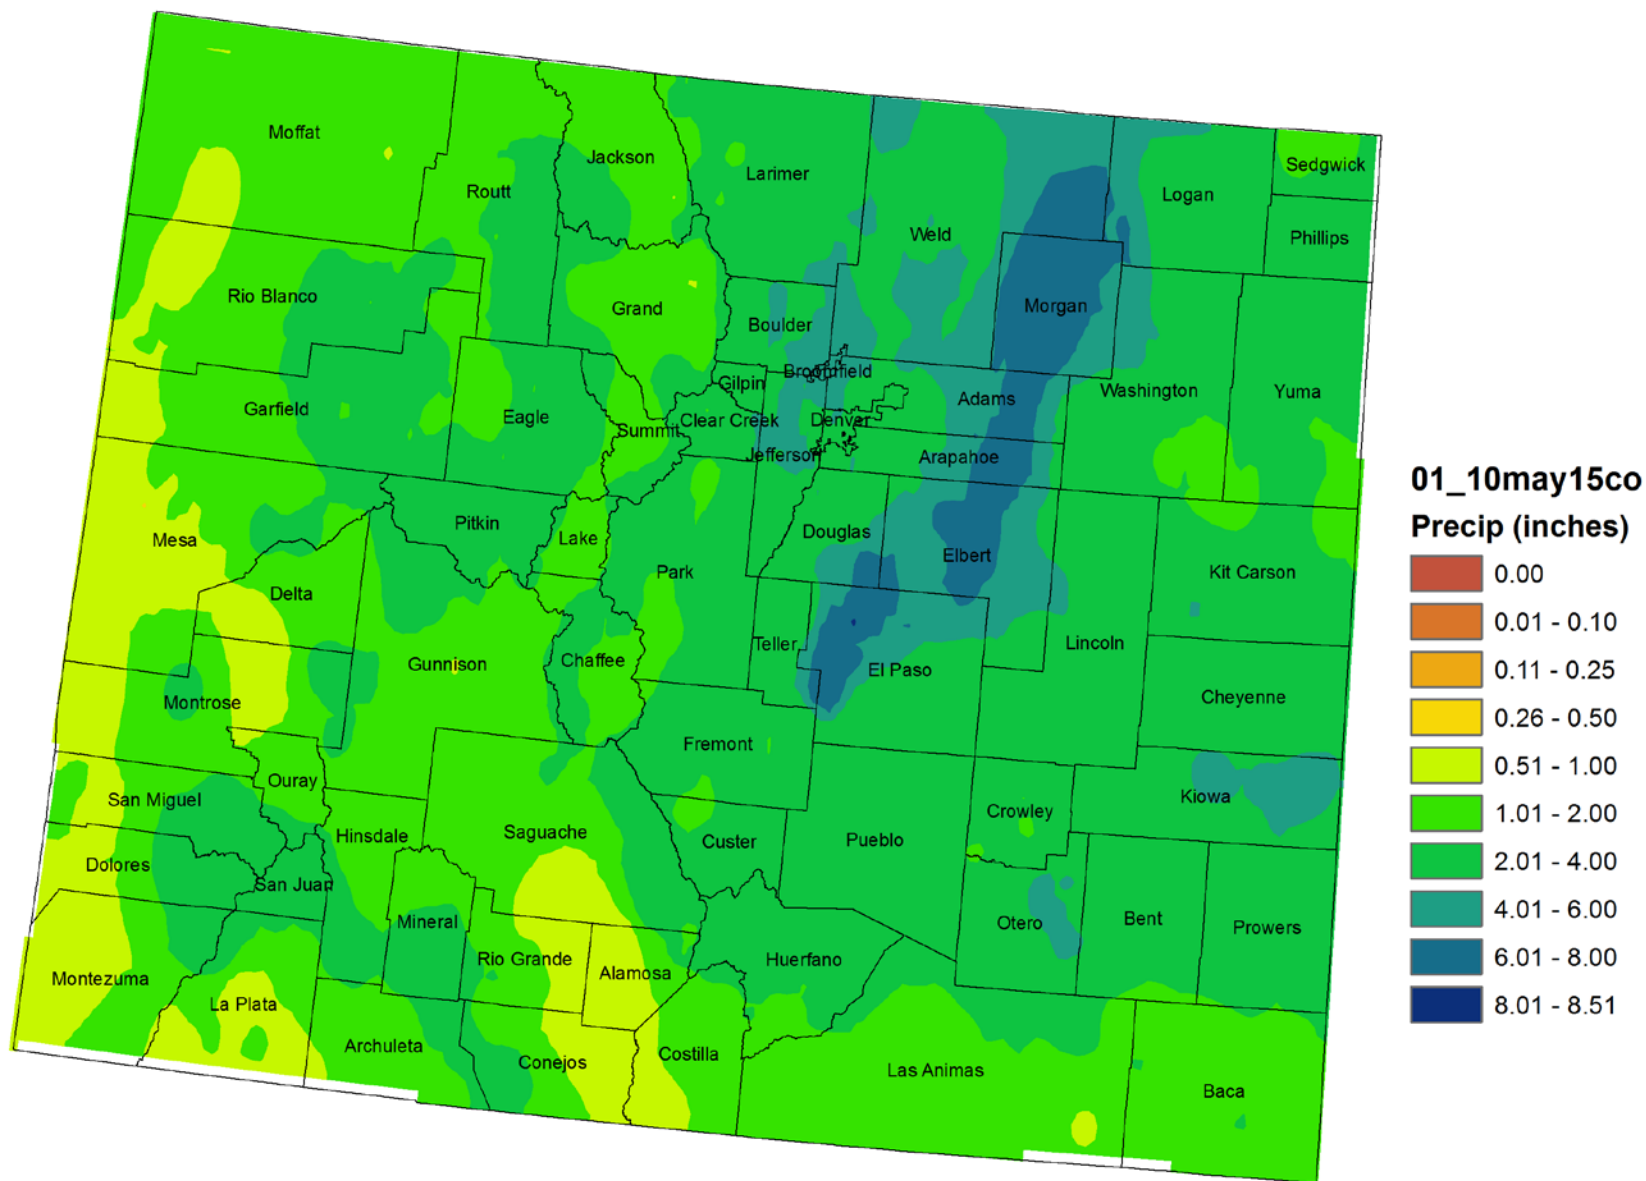 Moffat
Jackson
Routt
Larimer
Sedgwick
Logan
Weld
Phillips
Rio Blanco
Grand
Morgan
Boulder
Broomfield
Gilpin
Garfield
Eagle
Adams
Washington
Yuma
Summit
Clear Creek
Denver
Jefferson
Arapahoe
Pitkin
Lake
Mesa
Douglas
Elbert
Park
Kit Carson
Delta
Teller
Lincoln
Gunnison
Chaffee
El Paso
Montrose
Cheyenne
Fremont
Ouray
San Miguel
Kiowa
Crowley
Hinsdale
Saguache
Custer
Pueblo
Dolores
San Juan
Mineral
Otero
Bent
Prowers
Rio Grande
Alamosa
Huerfano
Montezuma
La Plata
Archuleta
Conejos
Costilla
Las Animas
Baca
01_10may15co
Precip (inches)
0.00
0.01 - 0.10
0.11 - 0.25
0.26 - 0.50
0.51 - 1.00
1.01 - 2.00
2.01 - 4.00
4.01 - 6.00
6.01 - 8.00
8.01 - 8.51